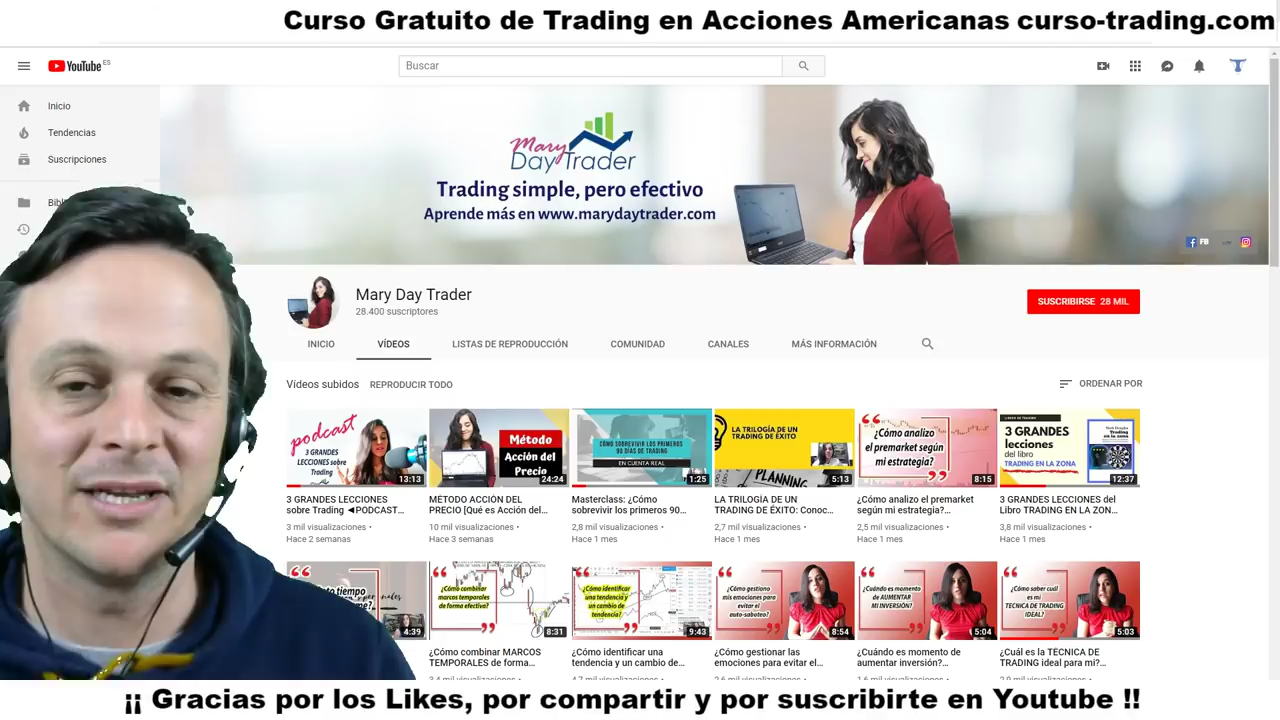 Curso Gratuito de Trading en Acciones Americanas curso-trading.com
YouTube ES
Buscar
Inicio
Tendencias
Suscripciones
Mary
DayTrader
Trading simple, pero efectivo
Aprende más en www.marydaytrader.com
FB
Mary Day Trader
28.400 suscriptores
SUSCRIBIRSE 28 MIL
INICIO VÍDEOS LISTAS DE REPRODUCCIÓN COMUNIDAD CANALES MÁS INFORMACIÓN
Vídeos subidos REPRODUCIR TODO ORDENAR POR
podcast
3 GRANDES
LECCIONES sobre
Trading
13:13
Método
Acción del
Precio
24:24
CÓMO SOBREVIVIR LOS PRIMEROS
90 DÍAS DE TRADING
EN CUENTA REAL
1:25
LA TRILOGÍA DE UN
TRADING DE ÉXITO
PLANNING
5:13
¿Cómo analizo
el premarket
según mi
estrategia?
8:15
3 GRANDES
lecciones
del libro
TRADING EN LA ZONA
12:37
3 GRANDES LECCIONES
sobre Trading ◄PODCAST...
3 mil visualizaciones •
Hace 2 semanas
METODO ACCIÓN DEL
PRECIO [Qué es Acción del...
10 mil visualizaciones •
Hace 3 semanas
Masterclass: ¿Cómo
sobrevivir los primeros 90...
2,8 mil visualizaciones •
Hace 1 mes
LA TRILOGÍA DE UN
TRADING DE ÉXITO: Conoc...
2,7 mil visualizaciones •
Hace 1 mes
¿Cómo analizo el premarket
según mi estrategia?...
2,5 mil visualizaciones •
Hace 1 mes
3 GRANDES LECCIONES del
Libro TRADING EN LA ZON...
3,8 mil visualizaciones •
Hace 1 mes
4:39
¿Cómo combinar
marcos temporales
de forma efectiva?
8:31
¿Cómo identificar
una tendencia y un
cambio de
tendencia?
9:43
¿Cómo gestiono
mis emociones para
evitar el
auto-saboteo?
8:54
¿Cuándo es momento
de AUMENTAR
MI INVERSIÓN?
5:04
¿Cómo saber cuál
es mi
TECNICA DE TRADING
IDEAL?
5:03
¿Cómo combinar MARCOS
TEMPORALES de forma...
¿Cómo identificar una
tendencia y un cambio de...
¿Cómo gestionar las
emociones para evitar el...
¿Cuándo es momento de
aumentar inversión?...
¿Cuál es la TÉCNICA DE
TRADING ideal para mi?...
¡¡ Gracias por los Likes, por compartir y por suscribirte en Youtube !!